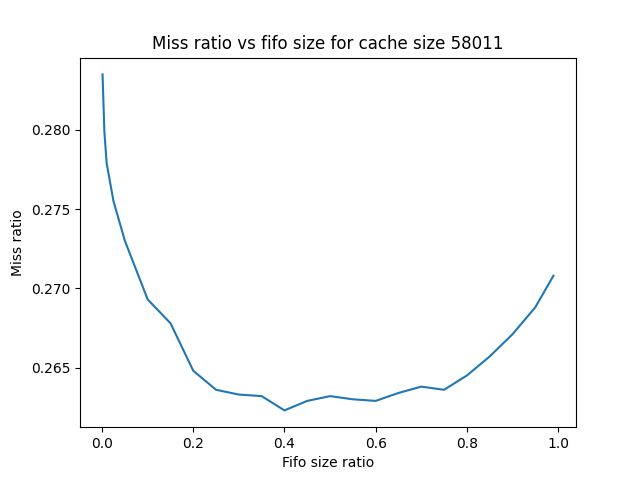 Miss ratio vs fifo size for cache size 58011
0.280
0.275
0.270
0.265
Miss ratio
0.0 0.2 0.4 0.6 0.8 1.0
Fifo size ratio